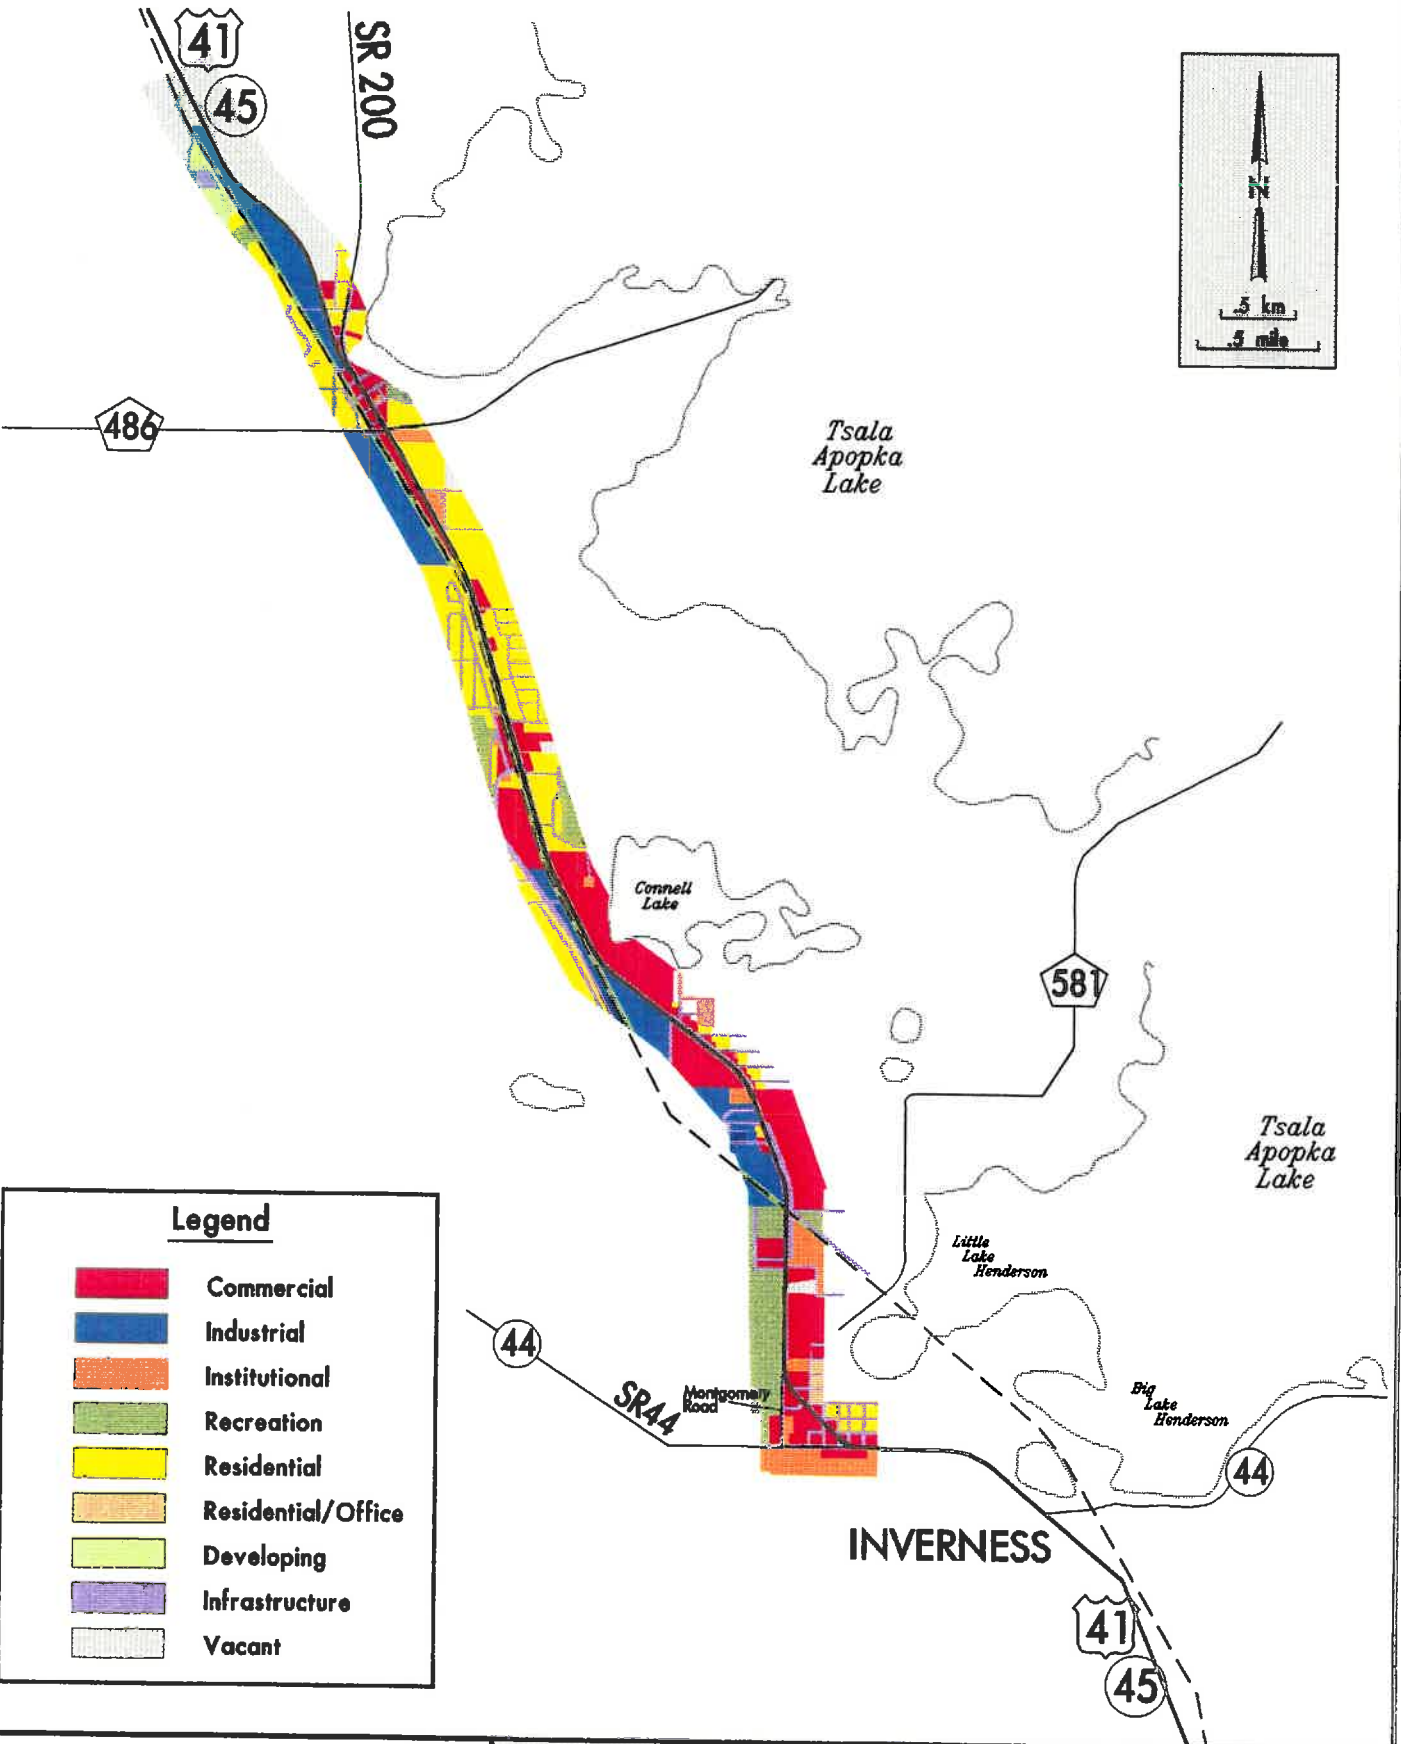 41
45
SR 200
N
.5 km
.5 mile
486
Tsala
Apopka
Lake
Connell
Lake
581
Tsala
Apopka
Lake
Legend
Commercial
Industrial
Institutional
Recreation
Residential
Residential/Office
Developing
Infrastructure
Vacant
Little
Lake
Henderson
44
SR44
Montgomery
Road
Big
Lake
Henderson
44
INVERNESS
41
45